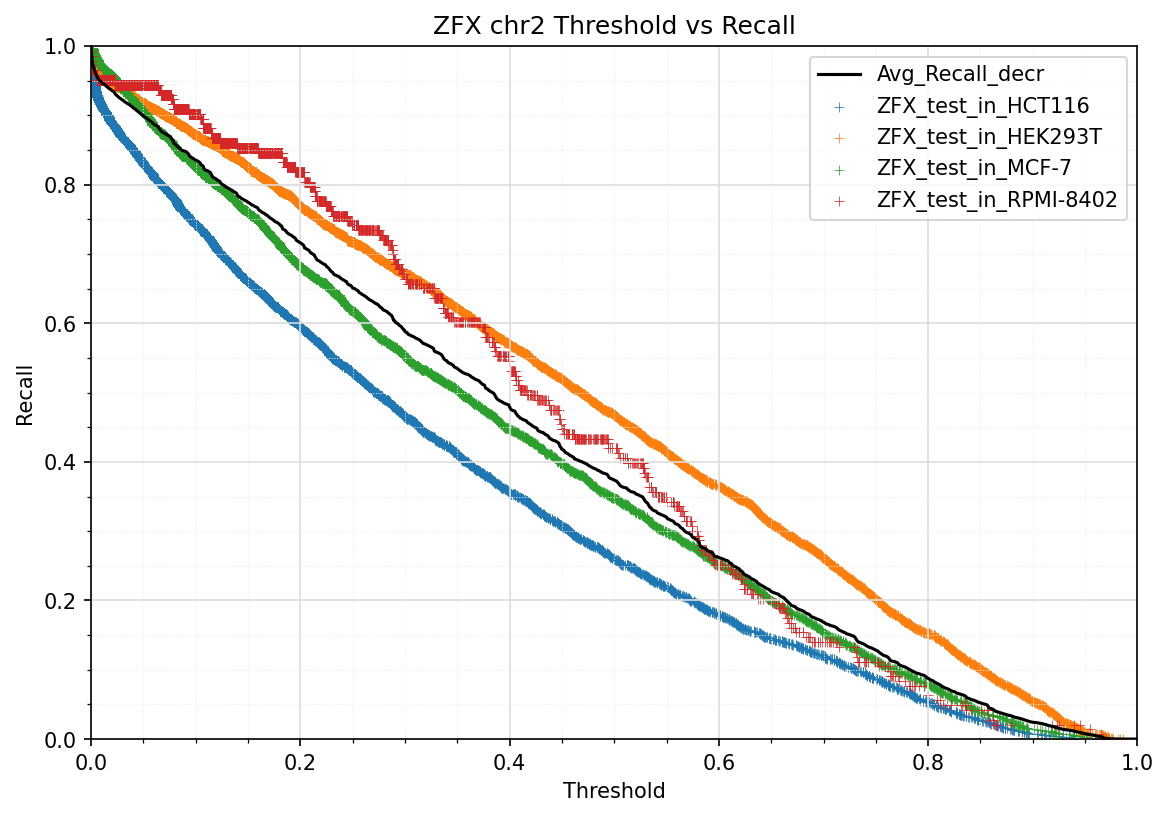 ZFX chr2 Threshold vs Recall
1.0
0.8
0.6
0.4
0.2
0.0
Recall
Avg_Recall_decr
ZFX_test_in_HCT116
ZFX_test_in_HEK293T
ZFX_test_in_MCF-7
ZFX_test_in_RPMI-8402
0.0 0.2 0.4 0.6 0.8 1.0
Threshold